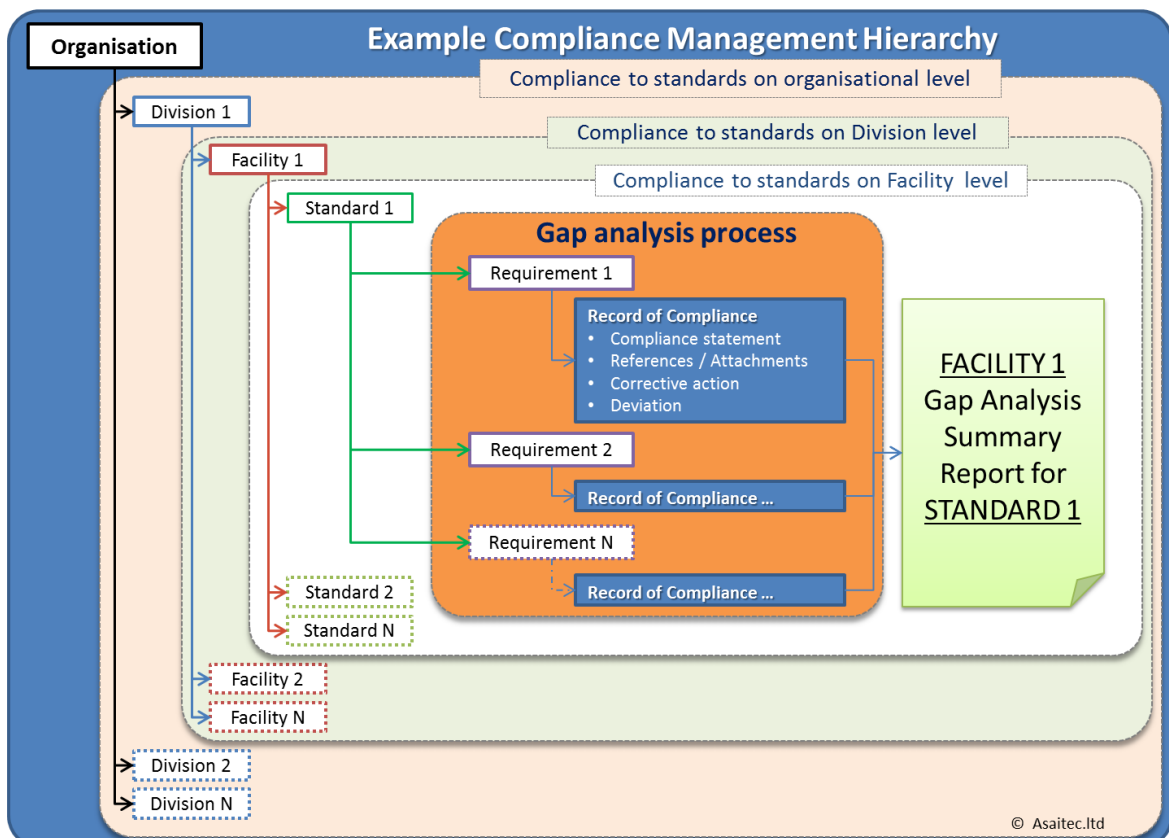 Organisation
Example Compliance Management Hierarchy
Compliance to standards on organisational level
Division 1
Compliance to standards on Division level
Facility 1
Compliance to standards on Facility level
Standard 1
Gap analysis process
Requirement 1
Record of Compliance
• Compliance statement
• References / Attachments
• Corrective action
• Deviation
Requirement 2
Record of Compliance ...
Requirement N
Record of Compliance ...
FACILITY 1
Gap Analysis
Summary
Report for
STANDARD 1
Standard 2
Standard N
Facility 2
Facility N
Division 2
Division N
© Asaitec.ltd